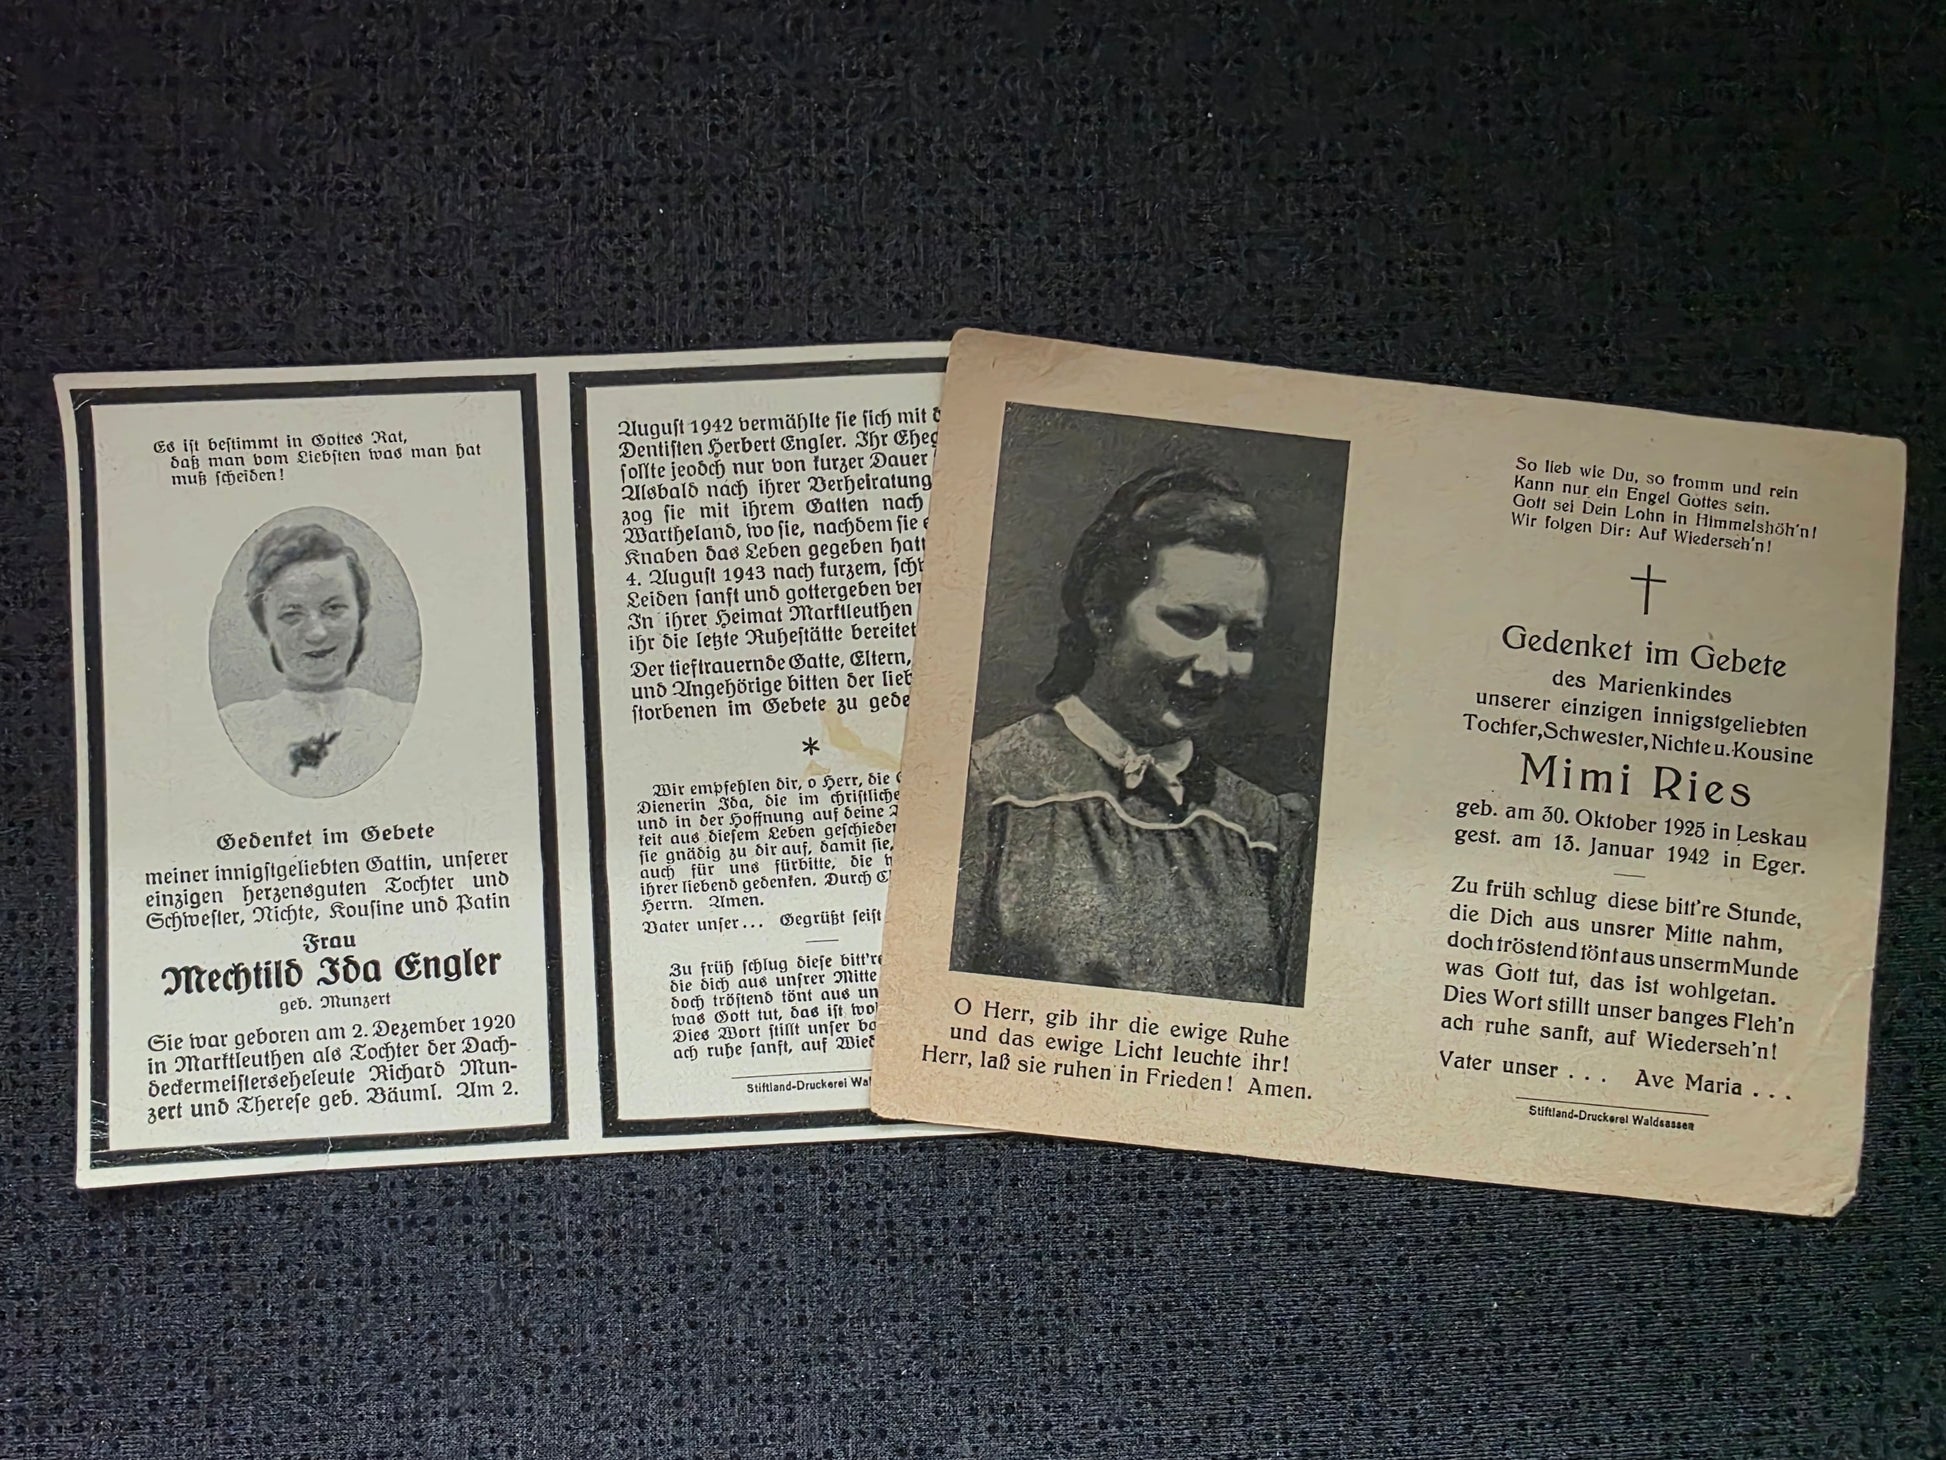 Es ist bestimmt in Gottes Rat,
daß man vom Liebsten was man hat
muß scheiden!
Gedenket im Gebete
meiner innigstgeliebten Gattin, unserer
einzigen herzensguten Tochter und
Schwester, Nichte, Kousine und Patin
Frau
Mechtild Ida Engler
geb. Munzert
Sie war geboren am 2. Dezember 1920
in Marktleuthen als Tochter der Dach-
deckermeisterseheleute Richard Mun-
zert und Therese geb. Bäuml. Am 2.
August 1942 vermählte sie sich mit
Dentisten Herbert Engler. Ihr
sollte jeodch nur von kurzer Dauer
Alsbald nach ihrer Verheiratung
zog sie mit ihrem Gatten nach
Wartheland, wo sie, nachdem sie
Knaben das Leben gegeben
4. August 1943 nach kurzem,
Leiden sanft und gottergeben
In ihrer Heimat Marktleuthen
ihr die letzte Ruhestätte bereitet
Der tieftrauernde Gatte, Eltern,
und Angehörige bitten der
storbenen im Gebete zu
*
Wir empfehlen dir, o Herr, die
Dienerin Ida, die im
und in der Hoffnung auf deine
keit aus diesem Leben
sie gnädig zu dir auf, damit sie,
auch für uns fürbitte, die
ihrer liebend gedenken. Durch
Herrn. Amen.
Vater unser... Gegrüßt seist
Zu früh schlug diese bitt're
die dich aus unsrer Mitte
doch tröstend tönt aus
was Gott tut, das ist
Dies Wort stillt unser
ach ruhe sanft, auf
Stiftland-Druckerei
O Herr, gib ihr die ewige Ruhe
und das ewige Licht leuchte ihr!
Herr, laß sie ruhen in Frieden! Amen.
So lieb wie Du, so fromm und rein
Kann nur ein Engel Gottes sein.
Gott sei Dein Lohn in Himmelshöh'n!
Wir folgen Dir: Auf Wiederseh'n!
Gedenket im Gebete
des Marienkindes
unserer einzigen innigstgeliebten
Tochter, Schwester, Nichte u. Kousine
Mimi Ries
geb. am 30. Oktober 1925 in Leskau
gest. am 13. Januar 1942 in Eger.
Zu früh schlug diese bitt're Stunde,
die Dich aus unsrer Mitte nahm,
doch tröstend tönt aus unserm Munde
was Gott tut, das ist wohlgetan.
Dies Wort stillt unser banges Fleh'n
ach ruhe sanft, auf Wiederseh'n!
Vater unser . . . Ave Maria . . .
Stiftland-Druckerei Waldsassen